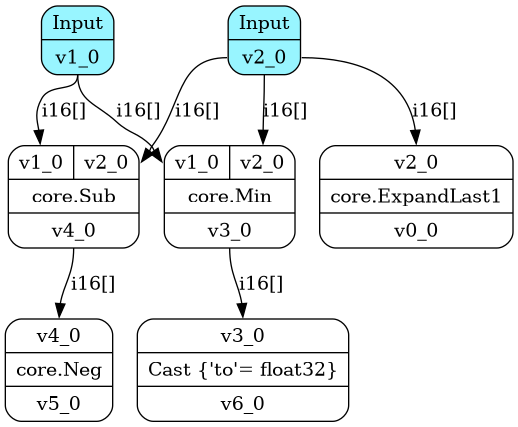 Input
v1_0
Input
v2_0
i16[]
i16[]
i16[]
i16[]
i16[]
v1_0 v2_0
core.Sub
v4_0
v1_0 v2_0
core.Min
v3_0
v2_0
core.ExpandLast1
v0_0
i16[]
i16[]
v4_0
core.Neg
v5_0
v3_0
Cast {'to'= float32}
v6_0